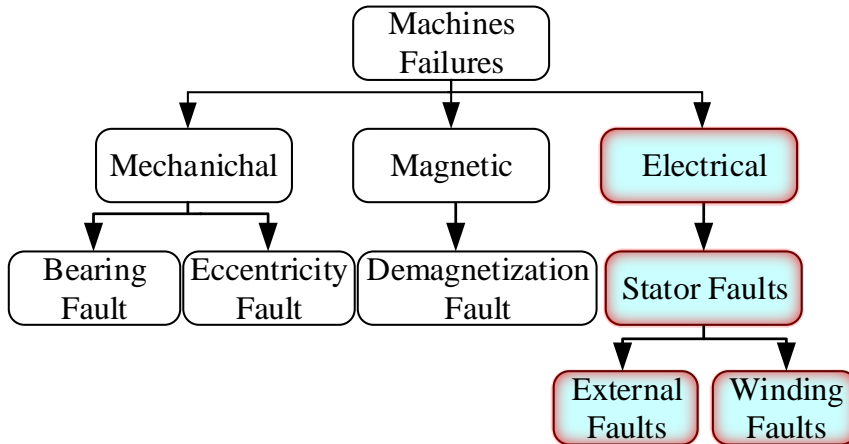 Machines
Failures
Mechanichal
Magnetic
Electrical
Bearing
Fault
Eccentricity
Fault
Demagnetization
Fault
Stator Faults
External
Faults
Winding
Faults